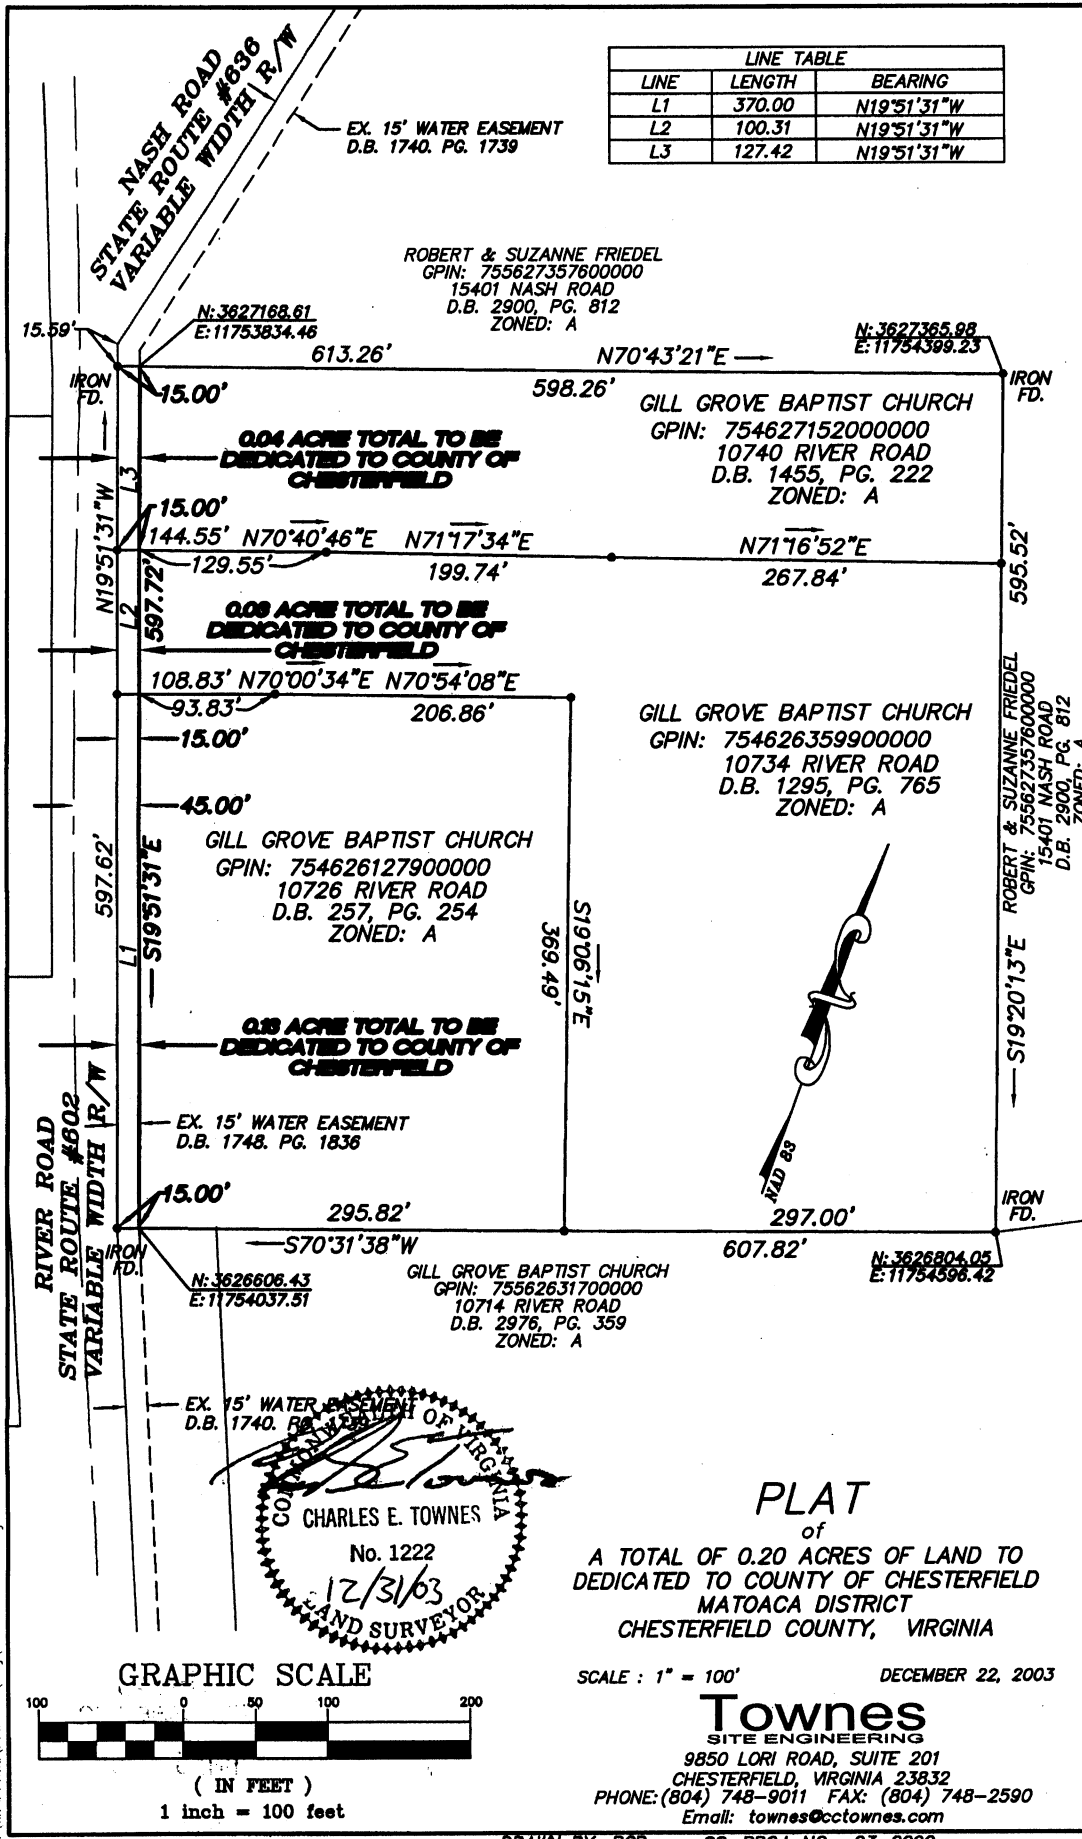 LINE TABLE
LINE LENGTH BEARING
L1 370.00 N19°51'31"W
L2 100.31 N19°51'31"W
L3 127.42 N19°51'31"W
NASH ROAD
STATE ROUTE #636
VARIABLE WIDTH R/W
EX. 15' WATER EASEMENT
D.B. 1740. PG. 1739
ROBERT & SUZANNE FRIEDEL
GPIN: 755627357600000
15401 NASH ROAD
D.B. 2900, PG. 812
ZONED: A
15.59'
N: 3627168.61
E: 11753834.46
N: 3627365.98
E: 11754399.23
613.26'
N70°43'21"E
598.26'
IRON
FD.
15.00'
IRON
FD.
GILL GROVE BAPTIST CHURCH
GPIN: 754627152000000
10740 RIVER ROAD
D.B. 1455, PG. 222
ZONED: A
0.04 ACRE TOTAL TO BE
DEDICATED TO COUNTY OF
CHESTERFIELD
L3
N19°51'31"W
15.00'
144.55' N70°40'46"E N71°17'34"E N71°16'52"E
129.55' 199.74' 267.84'
595.52'
L2
597.72'
0.03 ACRE TOTAL TO BE
DEDICATED TO COUNTY OF
CHESTERFIELD
108.83' N70°00'34"E N70°54'08"E
93.83' 206.86'
15.00'
45.00'
GILL GROVE BAPTIST CHURCH
GPIN: 754626359900000
10734 RIVER ROAD
D.B. 1295, PG. 765
ZONED: A
ROBERT & SUZANNE FRIEDEL
GPIN: 755627357600000
15401 NASH ROAD
D.B. 2900, PG. 812
ZONED: A
GILL GROVE BAPTIST CHURCH
GPIN: 754626127900000
10726 RIVER ROAD
D.B. 257, PG. 254
ZONED: A
597.62'
L1
S19°51'31"E
S19°06'15"E
369.49'
S19°20'13"E
0.13 ACRE TOTAL TO BE
DEDICATED TO COUNTY OF
CHESTERFIELD
EX. 15' WATER EASEMENT
D.B. 1748. PG. 1836
NAD 83
RIVER ROAD
STATE ROUTE #602
VARIABLE WIDTH R/W
15.00'
295.82'
297.00'
IRON
FD.
IRON
FD.
S70°31'38"W
607.82'
N: 3626606.43
E: 11754037.51
N: 3626804.05
E: 11754596.42
GILL GROVE BAPTIST CHURCH
GPIN: 75562631700000
10714 RIVER ROAD
D.B. 2976, PG. 359
ZONED: A
EX. 15' WATER EASEMENT
D.B. 1740.
COMMONWEALTH OF VIRGINIA
CHARLES E. TOWNES
No. 1222
12/31/03
LAND SURVEYOR
PLAT
of
A TOTAL OF 0.20 ACRES OF LAND TO
DEDICATED TO COUNTY OF CHESTERFIELD
MATOACA DISTRICT
CHESTERFIELD COUNTY, VIRGINIA
SCALE : 1" = 100' DECEMBER 22, 2003
GRAPHIC SCALE
100 0 50 100 200
( IN FEET )
1 inch = 100 feet
Townes
SITE ENGINEERING
9850 LORI ROAD, SUITE 201
CHESTERFIELD, VIRGINIA 23832
PHONE: (804) 748-9011 FAX: (804) 748-2590
Email: townes@cctownes.com